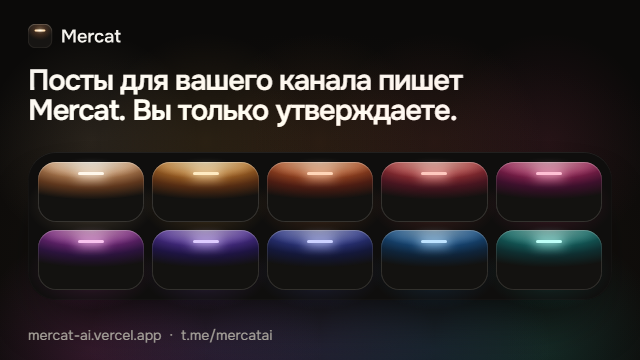 Mercat
Посты для вашего канала пишет
Mercat. Вы только утверждаете.
mercat-ai.vercel.app · t.me/mercatai